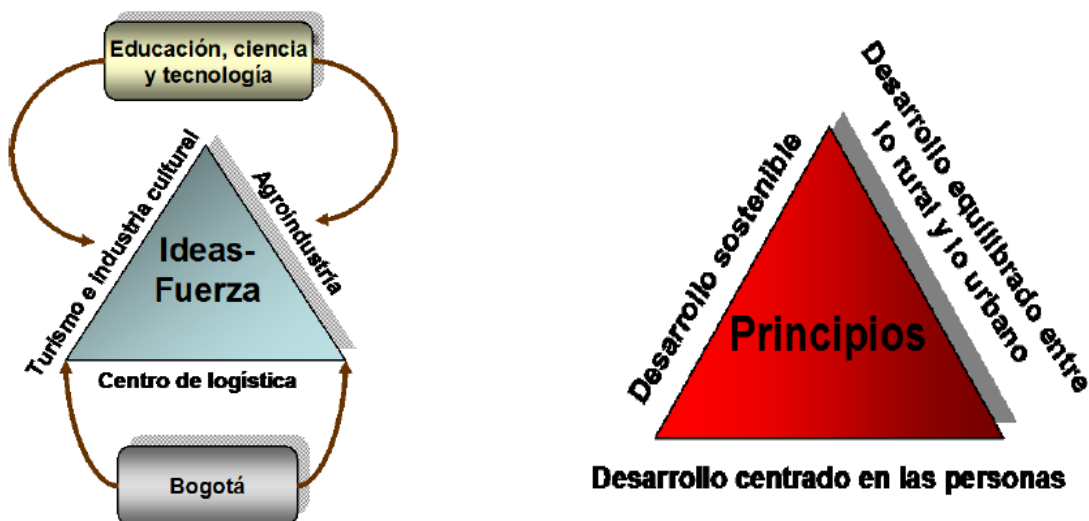 Educación, ciencia
y tecnología
Turismo e industria cultural
Agroindustría
Ideas-
Fuerza
Centro de logística
Bogotá
Desarrollo sostenible
Desarrollo equilibrado entre
lo rural y lo urbano
Principios
Desarrollo centrado en las personas